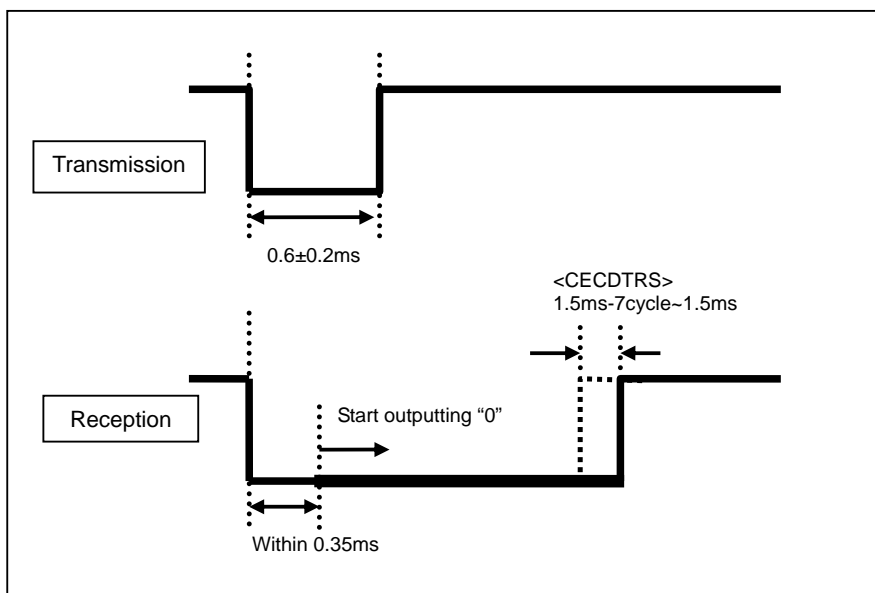 Transmission
0.6±0.2ms
<CECDTRS>
1.5ms-7cycle~1.5ms
Reception
Start outputting “0”
Within 0.35ms